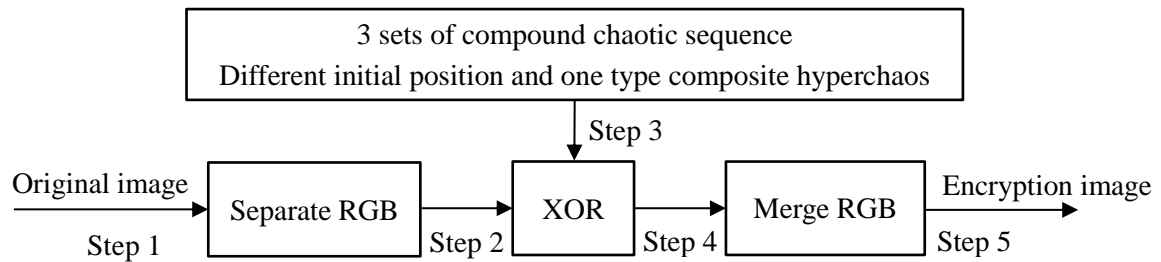 3 sets of compound chaotic sequence
Different initial position and one type composite hyperchaos
Step 3
Original image
Separate RGB
XOR
Merge RGB
Encryption image
Step 1
Step 2
Step 4
Step 5